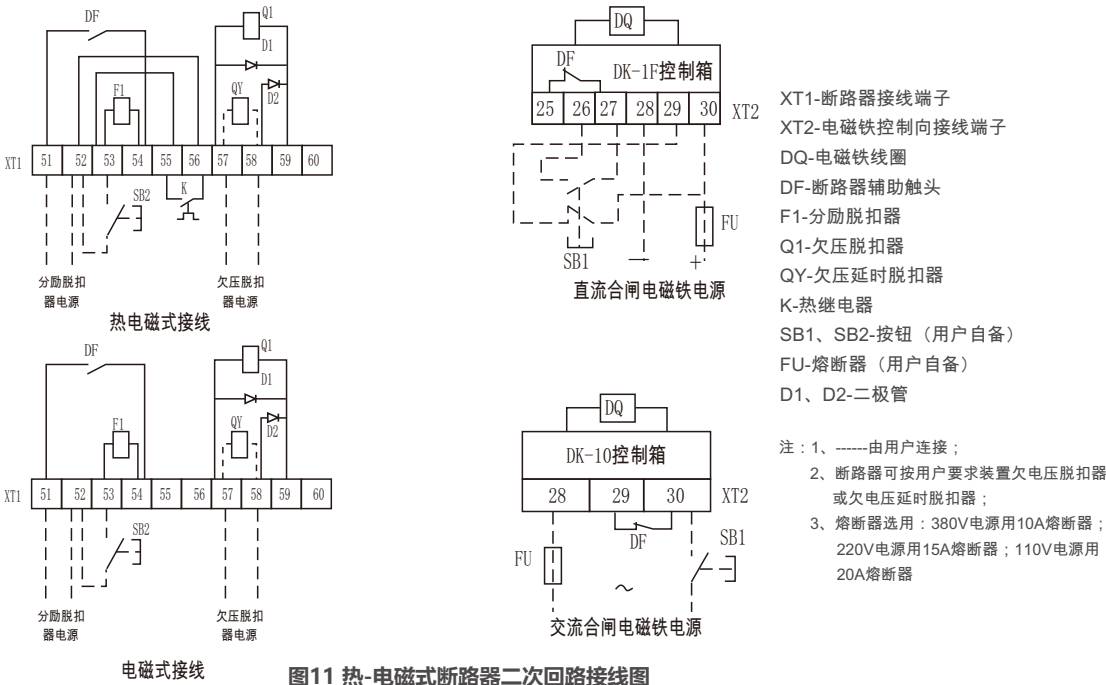 DF
Q1
D1
F1
QY
D2
XT1
51 52 53 54 55 56 57 58 59 60
SB2
K
分励脱扣
器电源
欠压脱扣
器电源
热电磁式接线
DF
Q1
D1
F1
QY
D2
XT1
51 52 53 54 55 56 57 58 59 60
SB2
分励脱扣
器电源
欠压脱扣
器电源
电磁式接线
DQ
DF
DK-1F控制箱
25 26 27 28 29 30 XT2
FU
SB1
— +
直流合闸电磁铁电源
DQ
DK-10控制箱
28 29 30 XT2
DF
SB1
FU
~
交流合闸电磁铁电源
XT1-断路器接线端子
XT2-电磁铁控制向接线端子
DQ-电磁铁线圈
DF-断路器辅助触头
F1-分励脱扣器
Q1-欠压脱扣器
QY-欠压延时脱扣器
K-热继电器
SB1、SB2-按钮（用户自备）
FU-熔断器（用户自备）
D1、D2-二极管
注：1、------由用户连接；
2、断路器可按用户要求装置欠电压脱扣器
或欠电压延时脱扣器；
3、熔断器选用：380V电源用10A熔断器；
220V电源用15A熔断器；110V电源用
20A熔断器
图11 热-电磁式断路器二次回路接线图